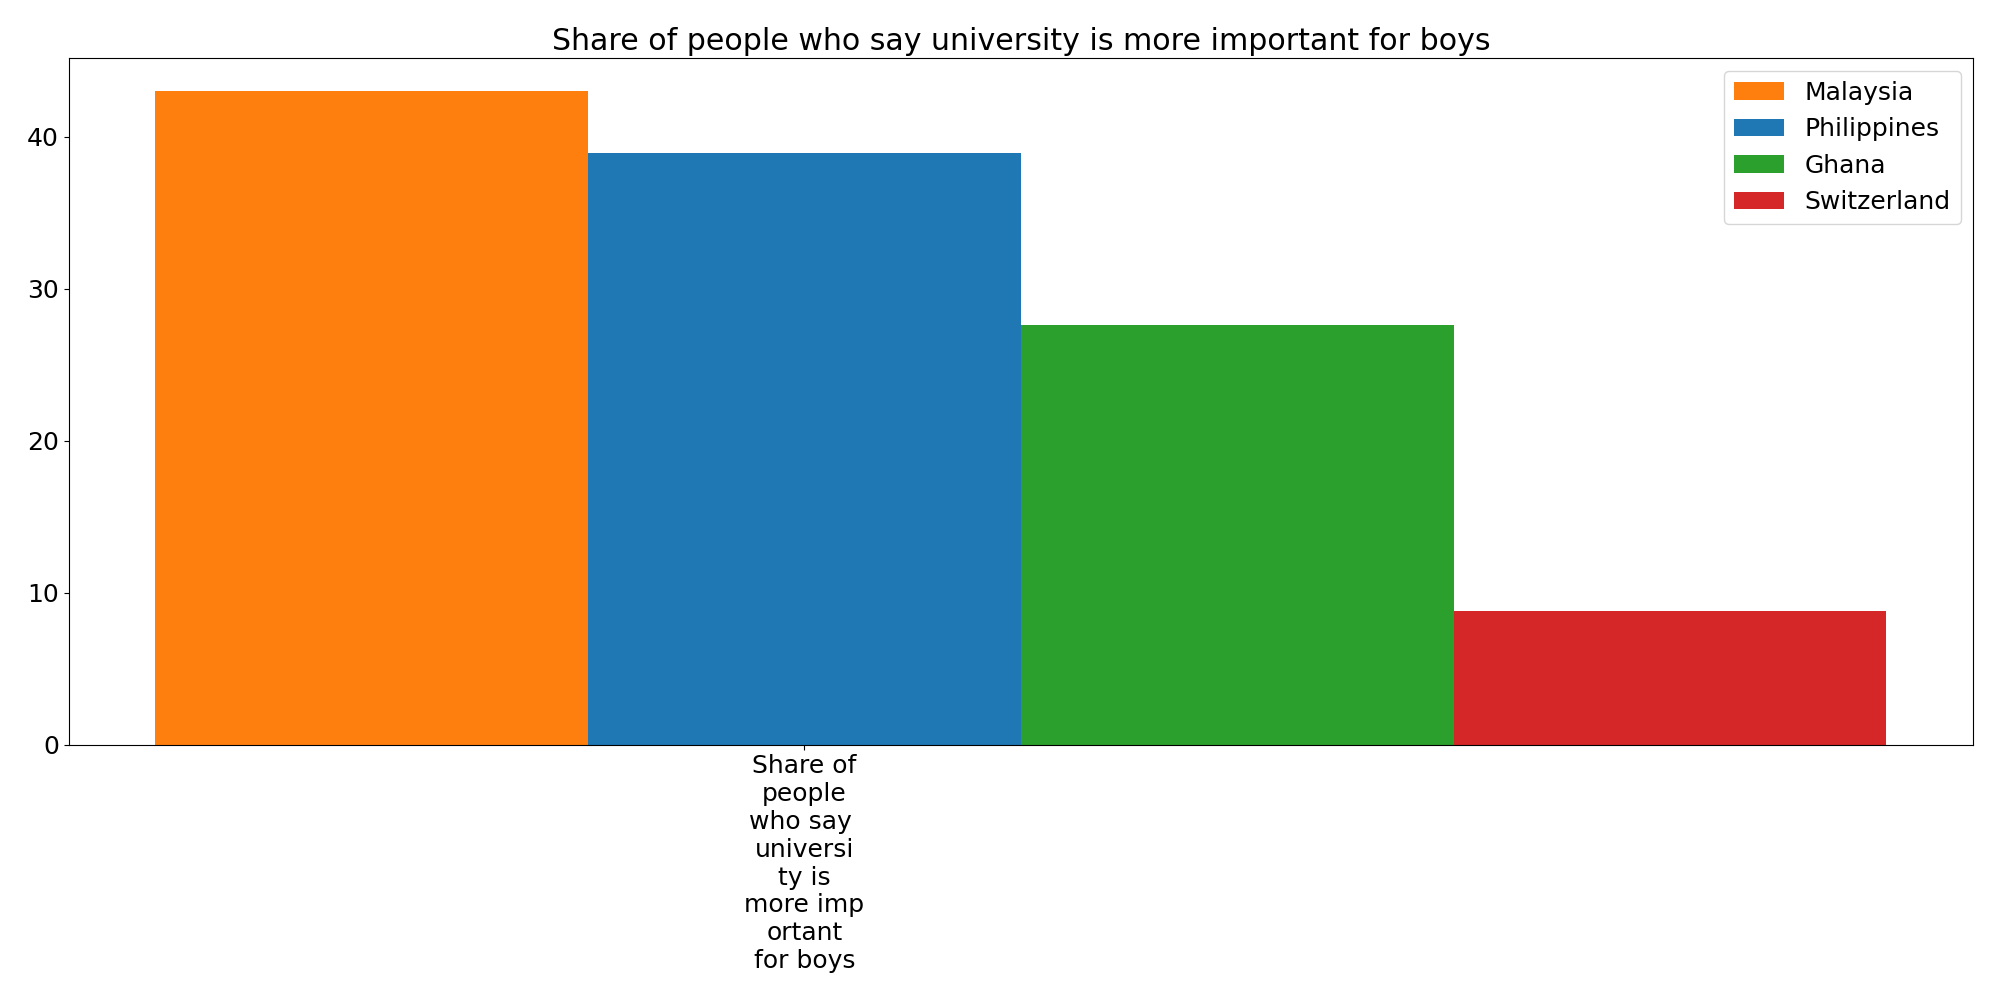 Share of people who say university is more important for boys
Malaysia
Philippines
Ghana
Switzerland
40
30
20
10
0
Share of
people
who say
universi
ty is
more imp
ortant
for boys